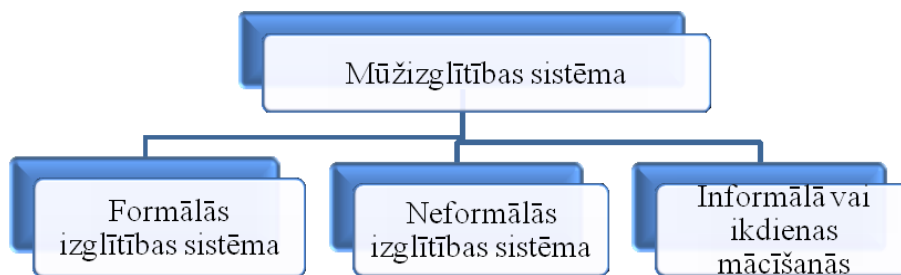 Mūžizglītības sistēma
Formālās
izglītības sistēma
Neformālās
izglītības sistēma
Informālā vai
ikdienas
mācīšanās